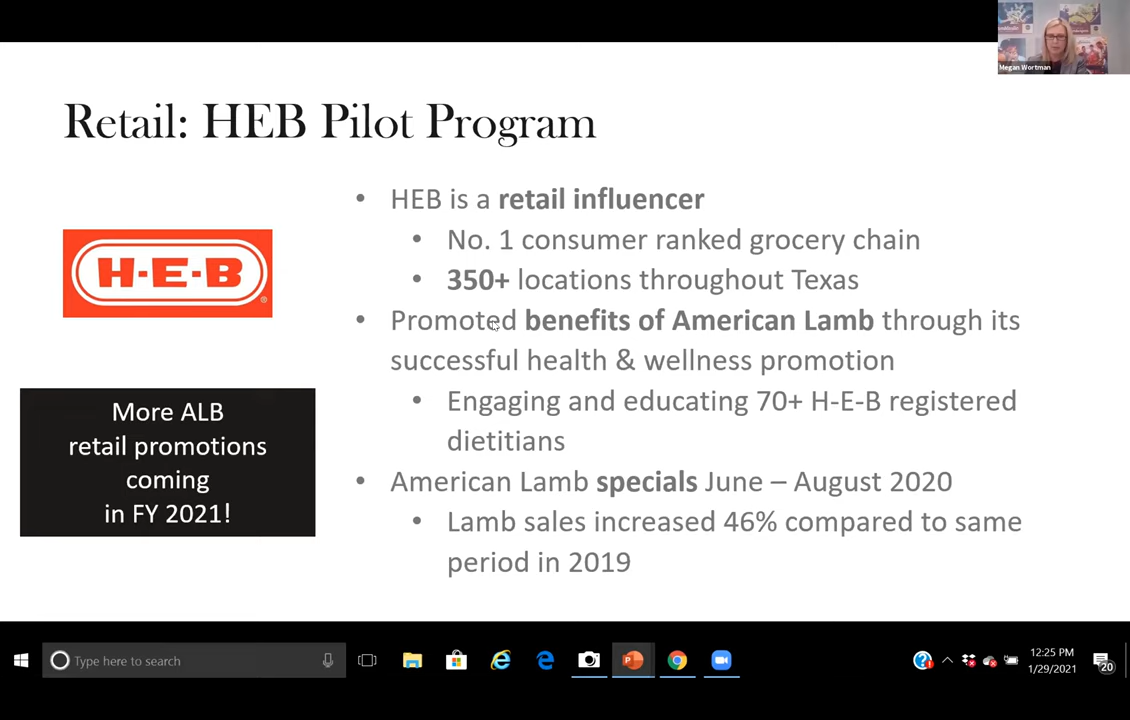 Megan Wortman
Retail: HEB Pilot Program
H-E-B
®
More ALB
retail promotions
coming
in FY 2021!
• HEB is a retail influencer
• No. 1 consumer ranked grocery chain
• 350+ locations throughout Texas
• Promoted benefits of American Lamb through its
successful health & wellness promotion
• Engaging and educating 70+ H-E-B registered
dietitians
• American Lamb specials June – August 2020
• Lamb sales increased 46% compared to same
period in 2019
Type here to search
12:25 PM
1/29/2021
20